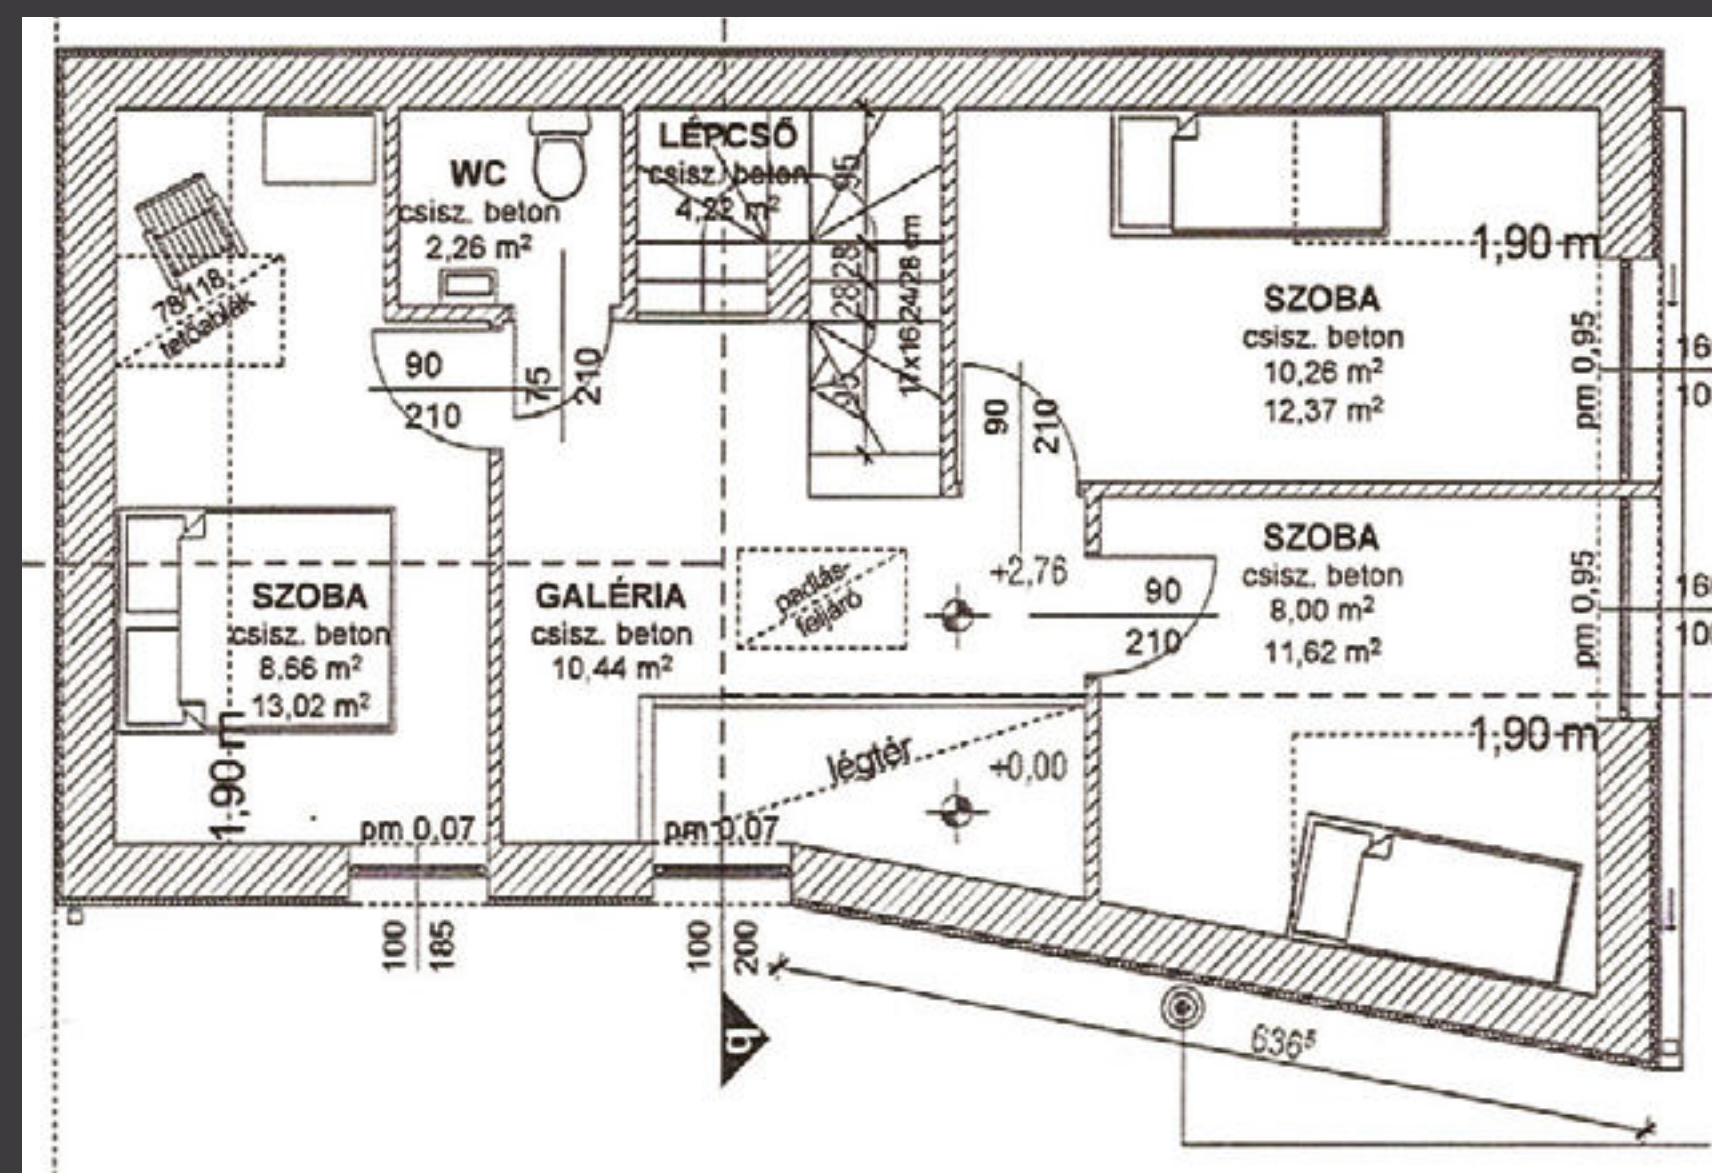 WC
csisz. beton
2,26 m²
LÉPCSŐ
csisz. beton
4,22 m²
95
28 28
28
95
17x16 24/28 cm
78/118
tetőablak
90
210
75
210
90
210
1,90 m
SZOBA
csisz. beton
10,26 m²
12,37 m²
pm 0,95
SZOBA
csisz. beton
8,66 m²
13,02 m²
1,90 m
GALÉRIA
csisz. beton
10,44 m²
padlás-
feljáró
+2,76
90
210
SZOBA
csisz. beton
8,00 m²
11,62 m²
pm 0,95
1,90 m
légtér
+0,00
pm 0,07
pm 0,07
100
185
100
200
b
636⁵